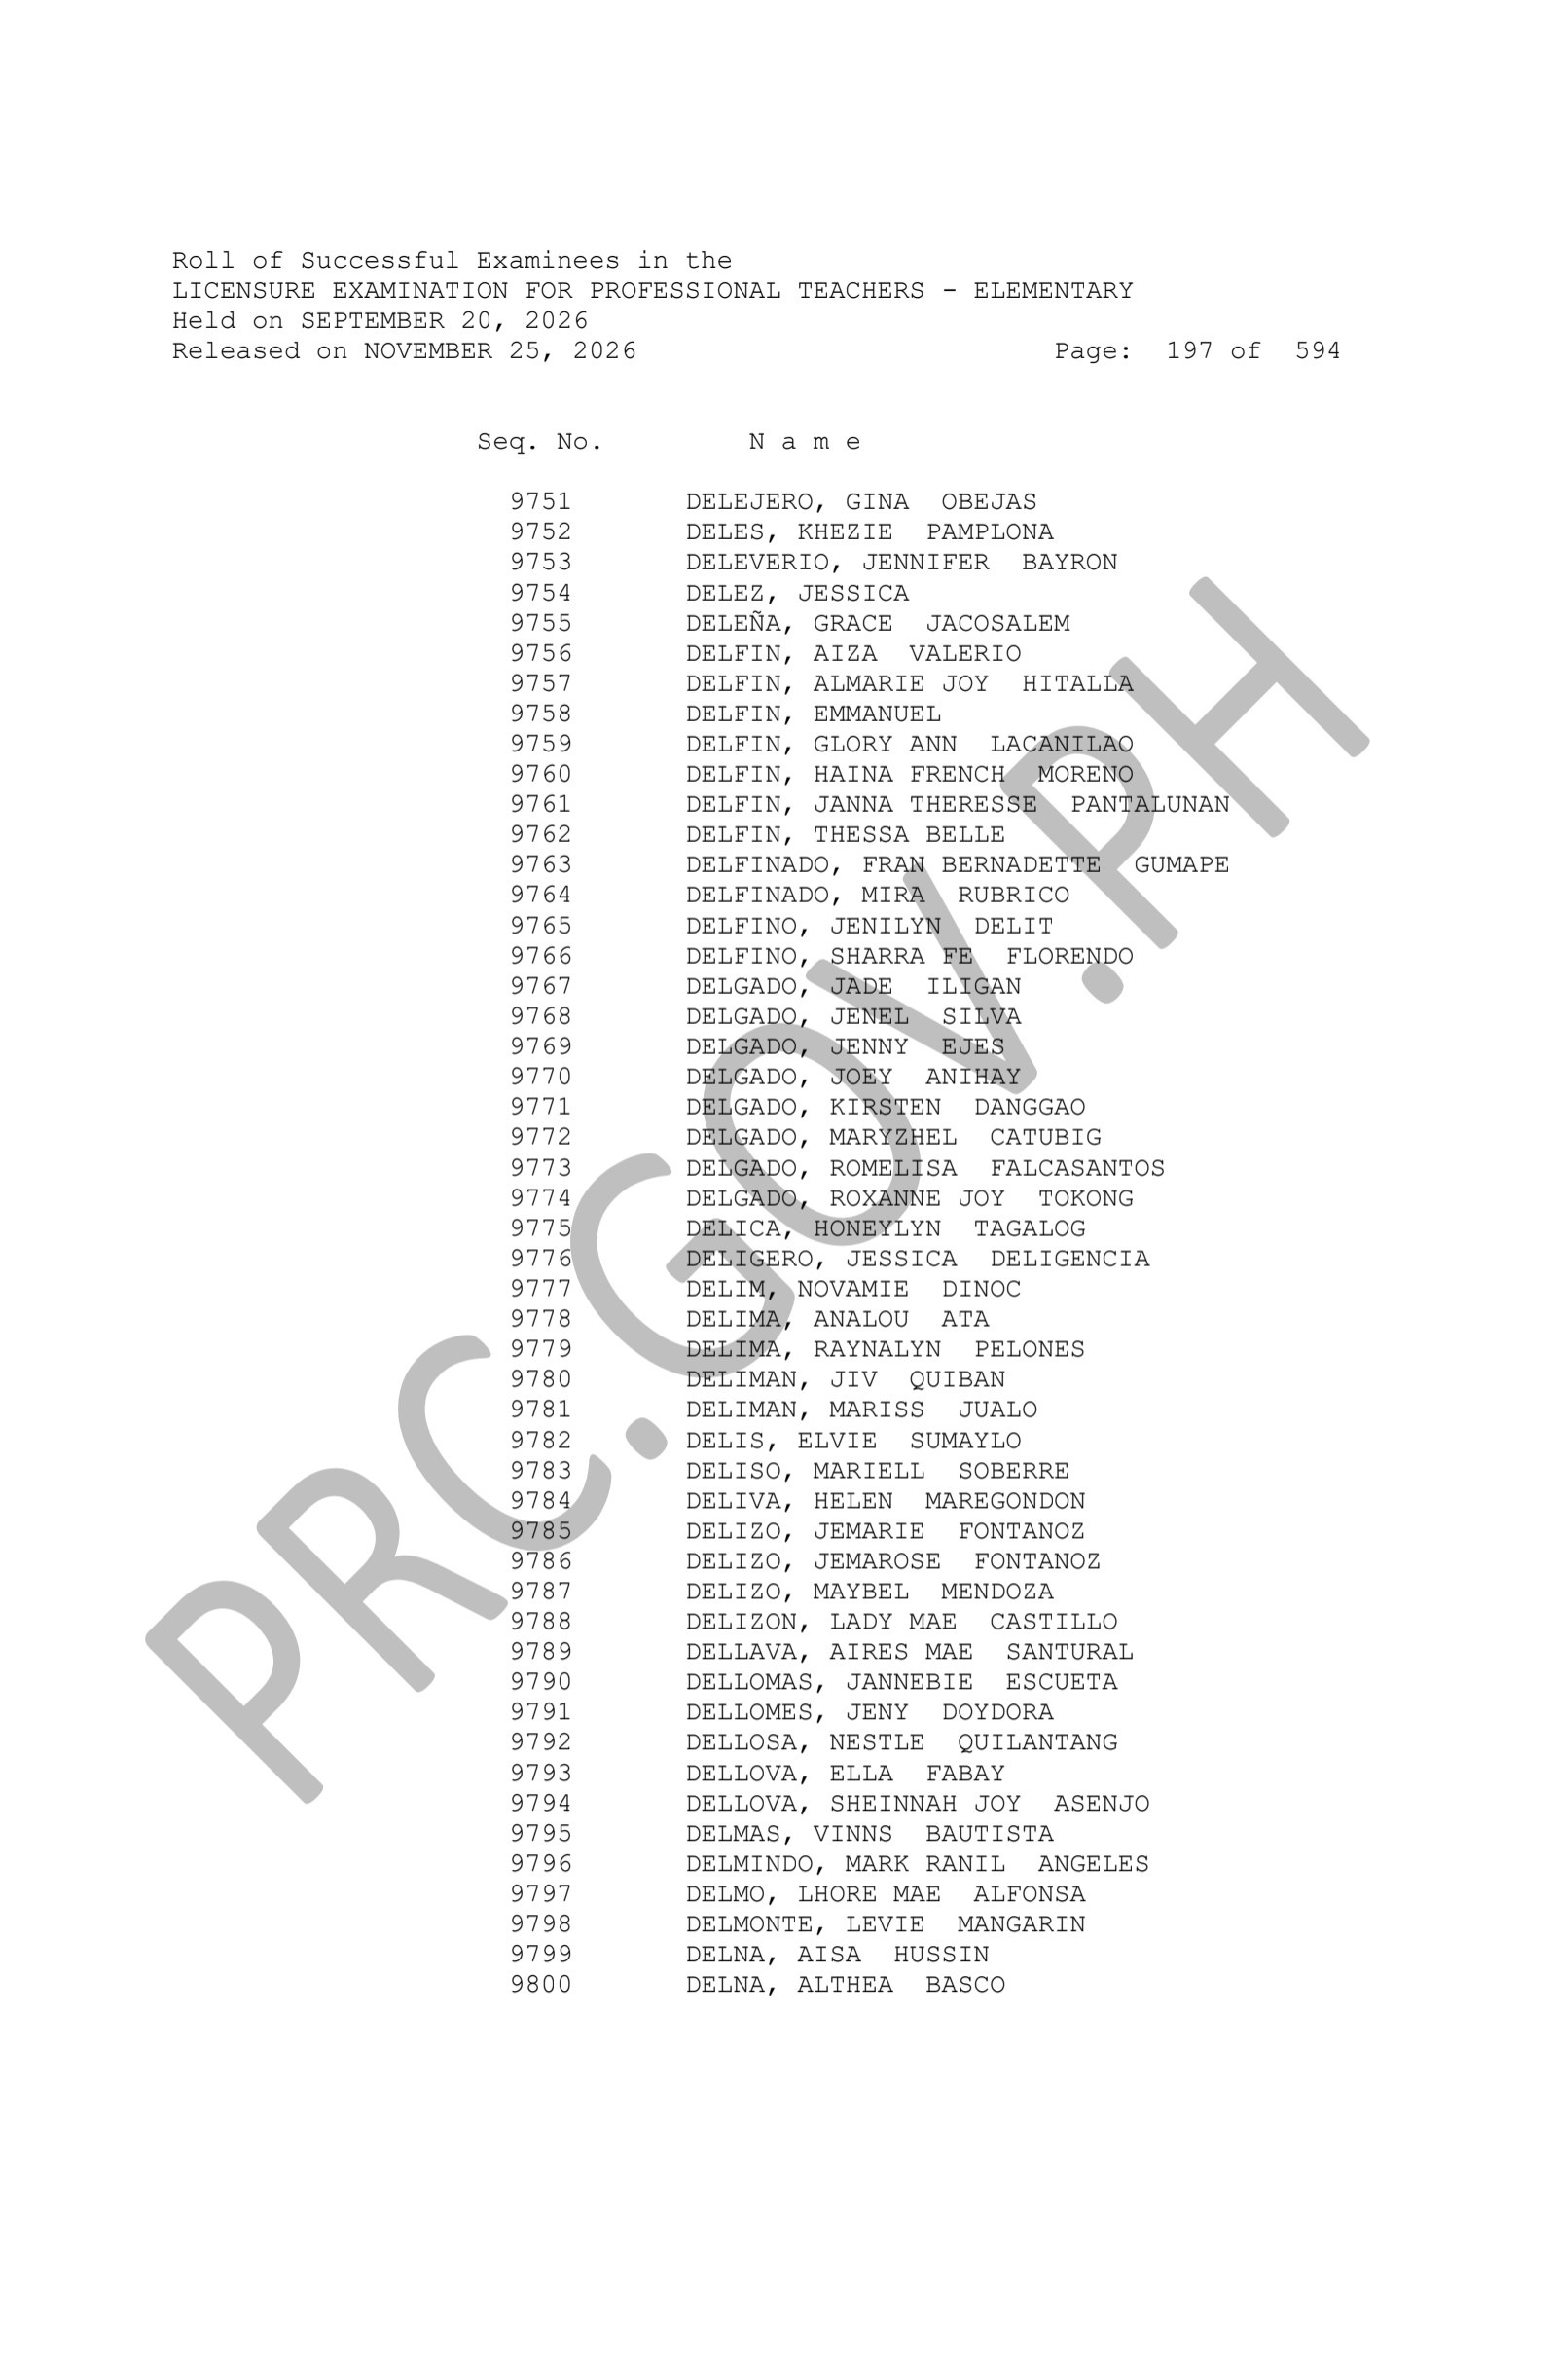 Roll of Successful Examinees in the
LICENSURE EXAMINATION FOR PROFESSIONAL TEACHERS - ELEMENTARY
Held on SEPTEMBER 20, 2026
Released on NOVEMBER 25, 2026 Page: 197 of 594
Seq. No. N a m e
9751 DELEJERO, GINA OBEJAS
9752 DELES, KHEZIE PAMPLONA
9753 DELEVERIO, JENNIFER BAYRON
9754 DELEZ, JESSICA
9755 DELEÑA, GRACE JACOSALEM
9756 DELFIN, AIZA VALERIO
9757 DELFIN, ALMARIE JOY HITALLA
9758 DELFIN, EMMANUEL
9759 DELFIN, GLORY ANN LACANILAO
9760 DELFIN, HAINA FRENCH MORENO
9761 DELFIN, JANNA THERESSE PANTALUNAN
9762 DELFIN, THESSA BELLE
9763 DELFINADO, FRAN BERNADETTE GUMAPE
9764 DELFINADO, MIRA RUBRICO
9765 DELFINO, JENILYN DELIT
9766 DELFINO, SHARRA FE FLORENDO
9767 DELGADO, JADE ILIGAN
9768 DELGADO, JENEL SILVA
9769 DELGADO, JENNY EJES
9770 DELGADO, JOEY ANIHAY
9771 DELGADO, KIRSTEN DANGGAO
9772 DELGADO, MARYZHEL CATUBIG
9773 DELGADO, ROMELISA FALCASANTOS
9774 DELGADO, ROXANNE JOY TOKONG
9775 DELICA, HONEYLYN TAGALOG
9776 DELIGERO, JESSICA DELIGENCIA
9777 DELIM, NOVAMIE DINOC
9778 DELIMA, ANALOU ATA
9779 DELIMA, RAYNALYN PELONES
9780 DELIMAN, JIV QUIBAN
9781 DELIMAN, MARISS JUALO
9782 DELIS, ELVIE SUMAYLO
9783 DELISO, MARIELL SOBERRE
9784 DELIVA, HELEN MAREGONDON
9785 DELIZO, JEMARIE FONTANOZ
9786 DELIZO, JEMAROSE FONTANOZ
9787 DELIZO, MAYBEL MENDOZA
9788 DELIZON, LADY MAE CASTILLO
9789 DELLAVA, AIRES MAE SANTURAL
9790 DELLOMAS, JANNEBIE ESCUETA
9791 DELLOMES, JENY DOYDORA
9792 DELLOSA, NESTLE QUILANTANG
9793 DELLOVA, ELLA FABAY
9794 DELLOVA, SHEINNAH JOY ASENJO
9795 DELMAS, VINNS BAUTISTA
9796 DELMINDO, MARK RANIL ANGELES
9797 DELMO, LHORE MAE ALFONSA
9798 DELMONTE, LEVIE MANGARIN
9799 DELNA, AISA HUSSIN
9800 DELNA, ALTHEA BASCO
PRC.GOV.PH